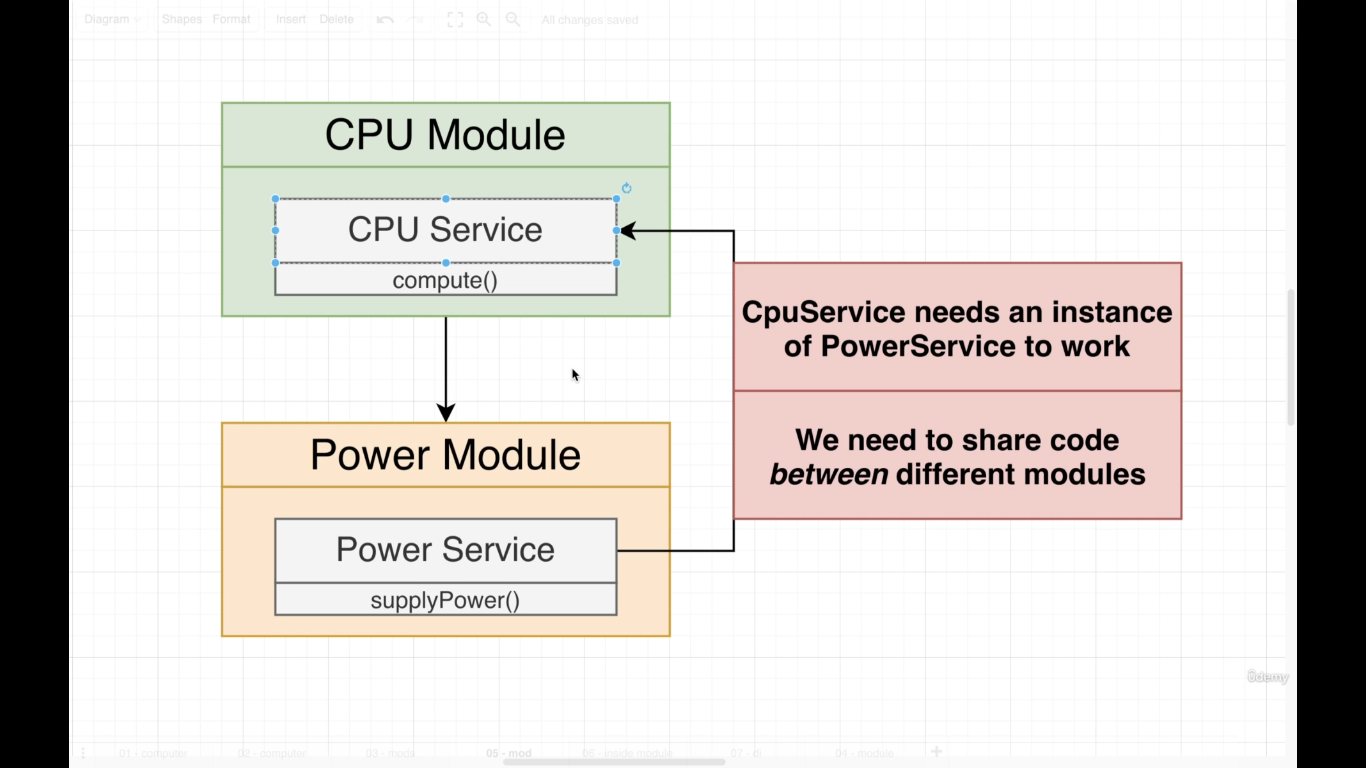 Diagram Shapes Format Insert Delete All changes saved
CPU Module
CPU Service
compute()
CpuService needs an instance
of PowerService to work
We need to share code
between different modules
Power Module
Power Service
supplyPower()
ûdemy
01 - computer 02 - computer' 03 - mods 05 - mod 06 - inside module 07 - di 04 - module